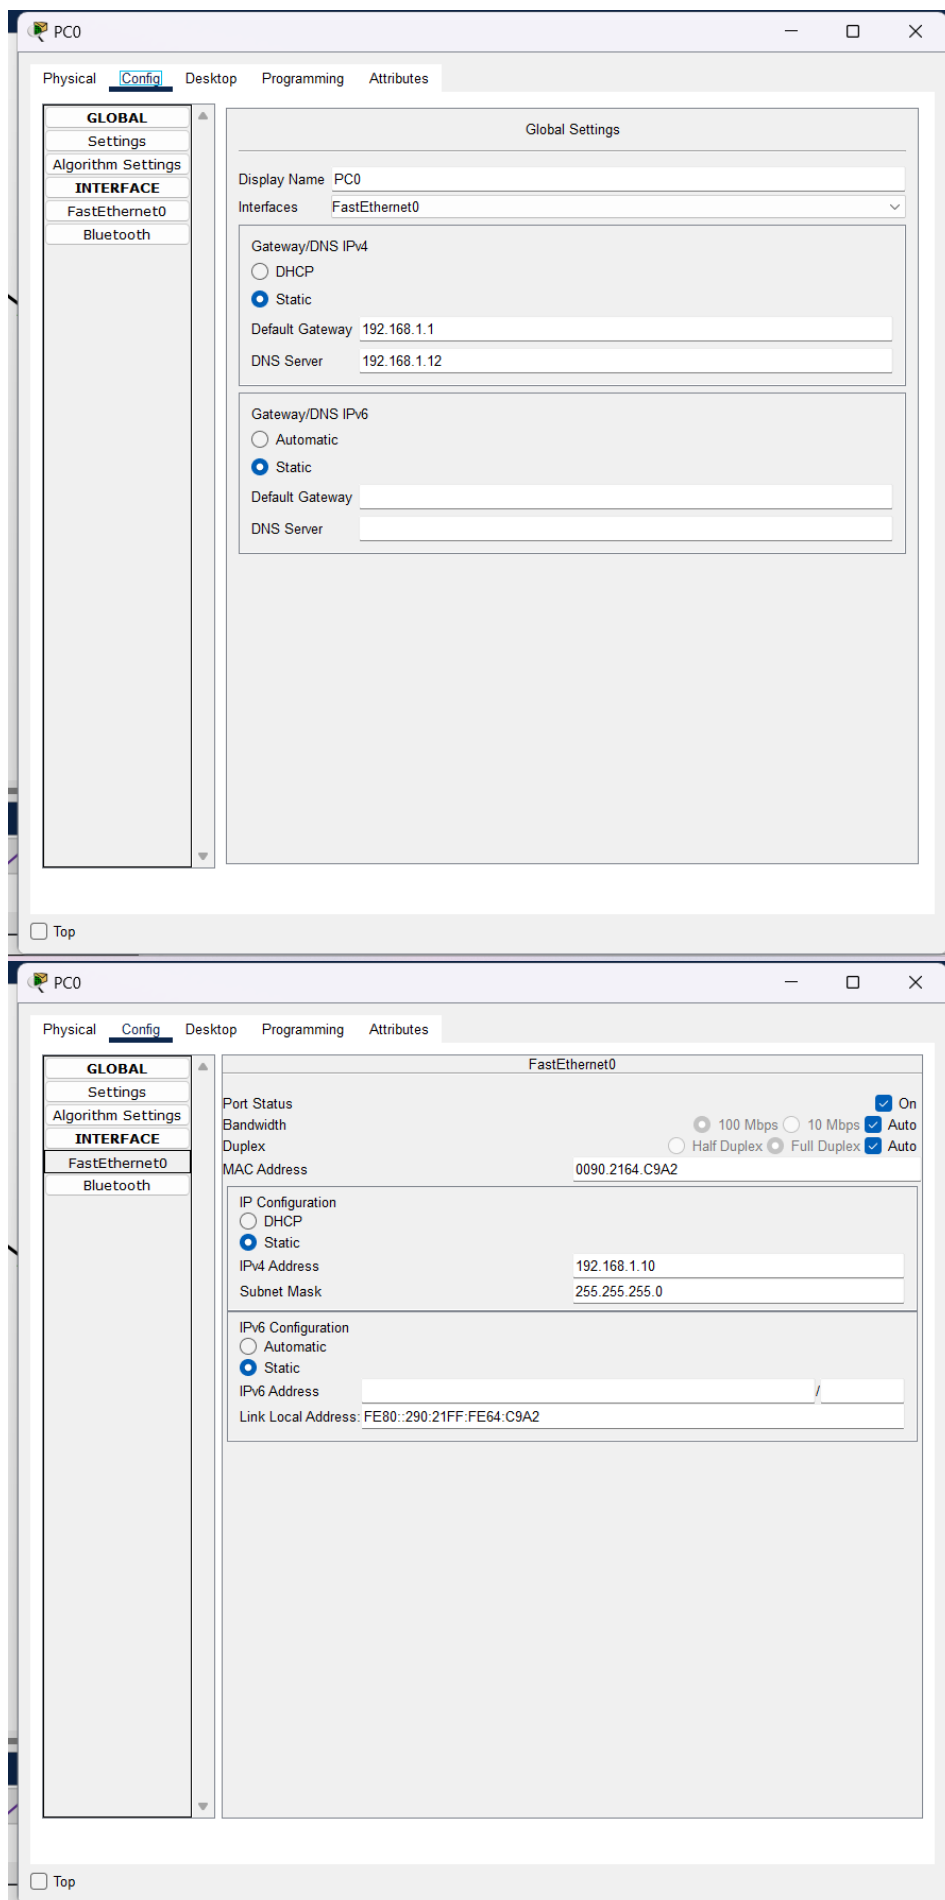 PC0
Physical Config Desktop Programming Attributes
GLOBAL
Settings
Algorithm Settings
INTERFACE
FastEthernet0
Bluetooth
Global Settings
Display Name PC0
Interfaces FastEthernet0
Gateway/DNS IPv4
DHCP
Static
Default Gateway 192.168.1.1
DNS Server 192.168.1.12
Gateway/DNS IPv6
Automatic
Static
Default Gateway
DNS Server
Top
PC0
Physical Config Desktop Programming Attributes
GLOBAL
Settings
Algorithm Settings
INTERFACE
FastEthernet0
Bluetooth
FastEthernet0
Port Status On
Bandwidth 100 Mbps 10 Mbps Auto
Duplex Half Duplex Full Duplex Auto
MAC Address 0090.2164.C9A2
IP Configuration
DHCP
Static
IPv4 Address 192.168.1.10
Subnet Mask 255.255.255.0
IPv6 Configuration
Automatic
Static
IPv6 Address /
Link Local Address: FE80::290:21FF:FE64:C9A2
Top